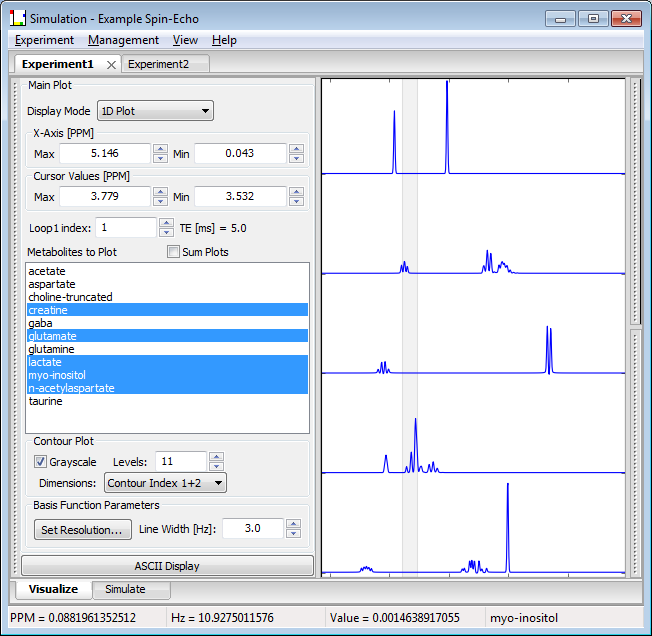 Simulation - Example Spin-Echo
Experiment Management View Help
Experiment1 Experiment2
Main Plot
Display Mode 1D Plot
X-Axis [PPM]
Max 5.146 Min 0.043
Cursor Values [PPM]
Max 3.779 Min 3.532
Loop1 index: 1 TE [ms] = 5.0
Metabolites to Plot Sum Plots
acetate
aspartate
choline-truncated
creatine
gaba
glutamate
glutamine
lactate
myo-inositol
n-acetylaspartate
taurine
Contour Plot
Grayscale Levels: 11
Dimensions: Contour Index 1+2
Basis Function Parameters
Set Resolution... Line Width [Hz]: 3.0
ASCII Display
Visualize Simulate
PPM = 0.0881961352512 Hz = 10.9275011576 Value = 0.0014638917055 myo-inositol